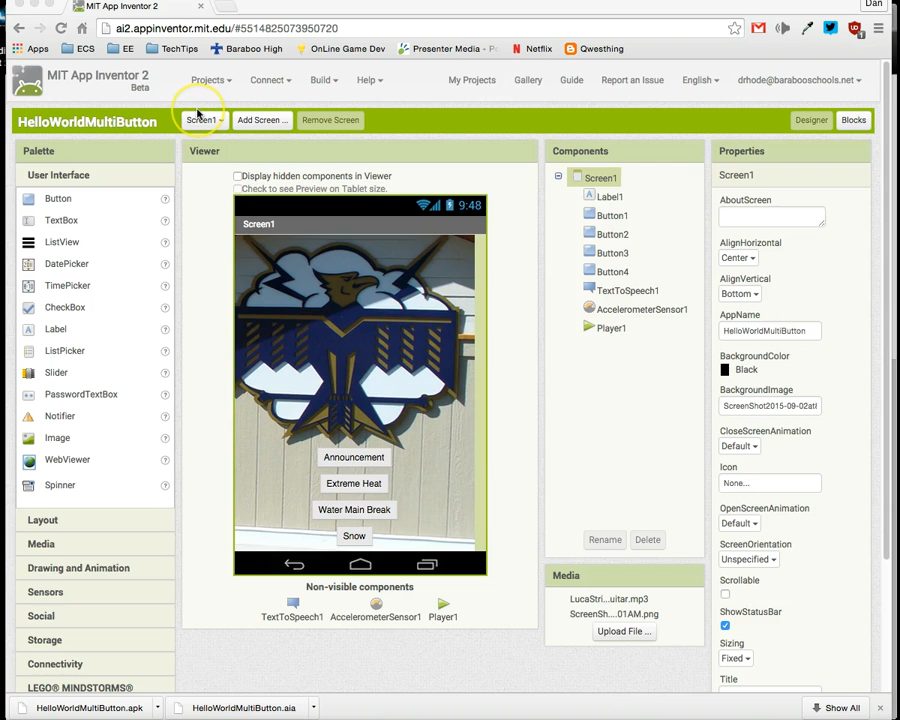 MIT App Inventor 2
Dan
ai2.appinventor.mit.edu/#5514825073950720
Apps ECS EE TechTips Baraboo High OnLine Game Dev Presenter Media - P Netflix Qwesthing
MIT App Inventor 2
Beta
Projects Connect Build Help My Projects Gallery Guide Report an Issue English drhode@barabooschools.net
HelloWorldMultiButton Screen1 Add Screen ... Remove Screen Designer Blocks
Palette
User Interface
Button
TextBox
ListView
DatePicker
TimePicker
CheckBox
Label
ListPicker
Slider
PasswordTextBox
Notifier
Image
WebViewer
Spinner
Layout
Media
Drawing and Animation
Sensors
Social
Storage
Connectivity
LEGO® MINDSTORMS®
Viewer
Display hidden components in Viewer
Check to see Preview on Tablet size.
9:48
Screen1
Announcement
Extreme Heat
Water Main Break
Snow
Non-visible components
TextToSpeech1 AccelerometerSensor1 Player1
Components
Screen1
Label1
Button1
Button2
Button3
Button4
TextToSpeech1
AccelerometerSensor1
Player1
Rename Delete
Media
LucaStri...uitar.mp3
ScreenSh....01AM.png
Upload File ...
Properties
Screen1
AboutScreen
AlignHorizontal
Center
AlignVertical
Bottom
AppName
HelloWorldMultiButton
BackgroundColor
Black
BackgroundImage
ScreenShot2015-09-02at
CloseScreenAnimation
Default
Icon
None...
OpenScreenAnimation
Default
ScreenOrientation
Unspecified
Scrollable
ShowStatusBar
Sizing
Fixed
Title
HelloWorldMultiButton.apk HelloWorldMultiButton.aia Show All